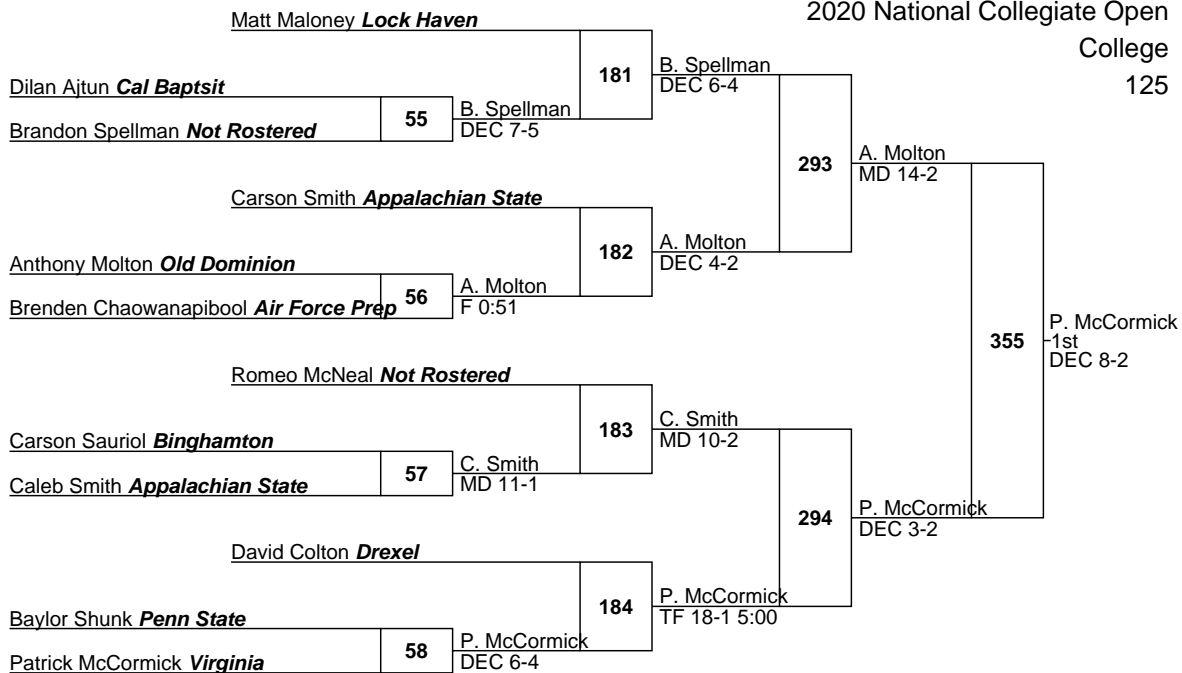 2020 National Collegiate Open
College
125
Matt Maloney Lock Haven
181
B. Spellman
DEC 6-4
Dilan Ajtun Cal Baptsit
55
B. Spellman
DEC 7-5
Brandon Spellman Not Rostered
293
A. Molton
MD 14-2
Carson Smith Appalachian State
182
A. Molton
DEC 4-2
Anthony Molton Old Dominion
56
A. Molton
F 0:51
Brenden Chaowanapibool Air Force Prep
355
P. McCormick
1st
DEC 8-2
Romeo McNeal Not Rostered
183
C. Smith
MD 10-2
Carson Sauriol Binghamton
57
C. Smith
MD 11-1
Caleb Smith Appalachian State
294
P. McCormick
DEC 3-2
David Colton Drexel
184
P. McCormick
TF 18-1 5:00
Baylor Shunk Penn State
58
P. McCormick
DEC 6-4
Patrick McCormick Virginia